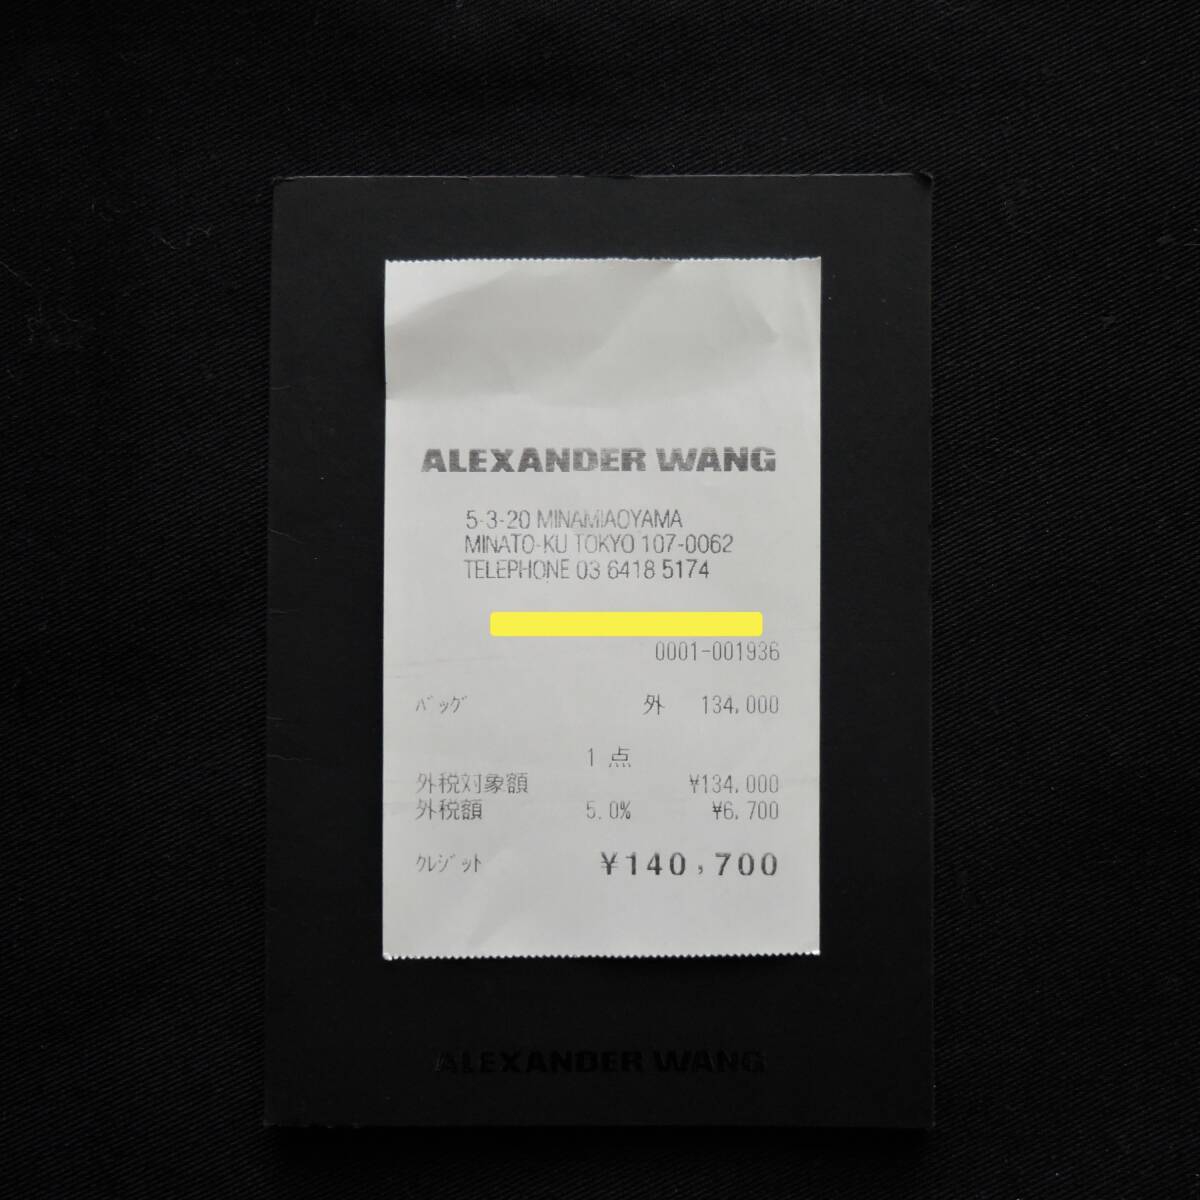 ALEXANDER WANG
5-3-20 MINAMIAOYAMA
MINATO-KU TOKYO 107-0062
TELEPHONE 03 6418 5174
0001-001936
ﾊﾞｯｸﾞ 外 134,000
1 点
外税対象額 ¥134,000
外税額 5.0% ¥6,700
ｸﾚｼﾞｯﾄ ¥140,700
ALEXANDER WANG